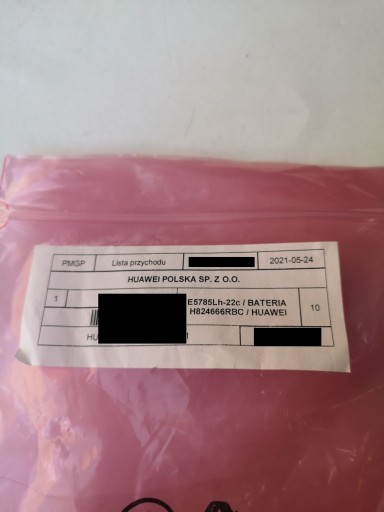 PMGP Lista przychodu 2021-05-24
HUAWEI POLSKA SP. Z O.O.
1 E5785Lh-22c / BATERIA 10
H824666RBC / HUAWEI